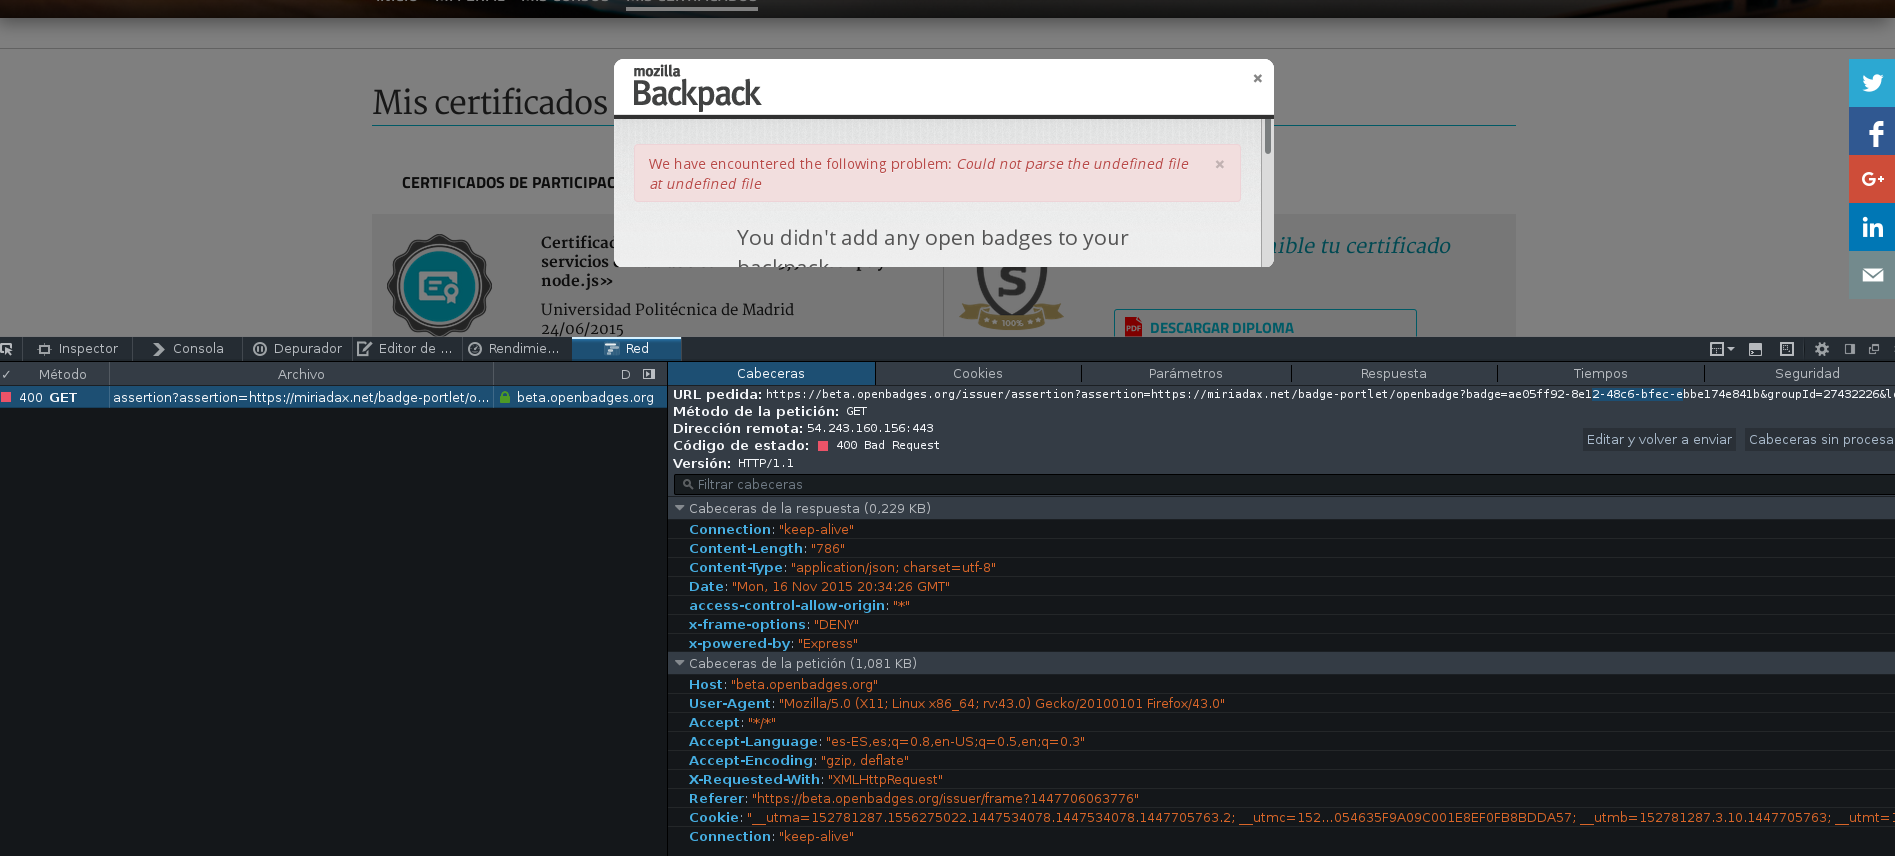 INICIO MI PERFIL MIS CURSOS MIS CERTIFICADOS
mozilla
Backpack
×
Mis certificados
We have encountered the following problem: Could not parse the undefined file
at undefined file
×
CERTIFICADOS DE PARTICIPAC
You didn't add any open badges to your
backpack
Certificad
servicios
node.js»
Universidad Politécnica de Madrid
24/06/2015
ible tu certificado
S
100%
PDF DESCARGAR DIPLOMA
Inspector Consola Depurador Editor de ... Rendimie... Red
✓ Método Archivo D
400 GET assertion?assertion=https://miriadax.net/badge-portlet/o... beta.openbadges.org
Cabeceras Cookies Parámetros Respuesta Tiempos Seguridad
URL pedida: https://beta.openbadges.org/issuer/assertion?assertion=https://miriadax.net/badge-portlet/openbadge?badge=ae05ff92-8e12-48c6-bfec-ebbe174e841b&groupId=27432226&l
Método de la petición: GET
Dirección remota: 54.243.160.156:443
Código de estado: 400 Bad Request
Editar y volver a enviar Cabeceras sin procesa
Versión: HTTP/1.1
Filtrar cabeceras
Cabeceras de la respuesta (0,229 KB)
Connection: "keep-alive"
Content-Length: "786"
Content-Type: "application/json; charset=utf-8"
Date: "Mon, 16 Nov 2015 20:34:26 GMT"
access-control-allow-origin: "*"
x-frame-options: "DENY"
x-powered-by: "Express"
Cabeceras de la petición (1,081 KB)
Host: "beta.openbadges.org"
User-Agent: "Mozilla/5.0 (X11; Linux x86_64; rv:43.0) Gecko/20100101 Firefox/43.0"
Accept: "*/*"
Accept-Language: "es-ES,es;q=0.8,en-US;q=0.5,en;q=0.3"
Accept-Encoding: "gzip, deflate"
X-Requested-With: "XMLHttpRequest"
Referer: "https://beta.openbadges.org/issuer/frame?1447706063776"
Cookie: "__utma=152781287.1556275022.1447534078.1447534078.1447705763.2; __utmc=152...054635F9A09C001E8EF0FB8BDDA57; __utmb=152781287.3.10.1447705763; __utmt=1
Connection: "keep-alive"